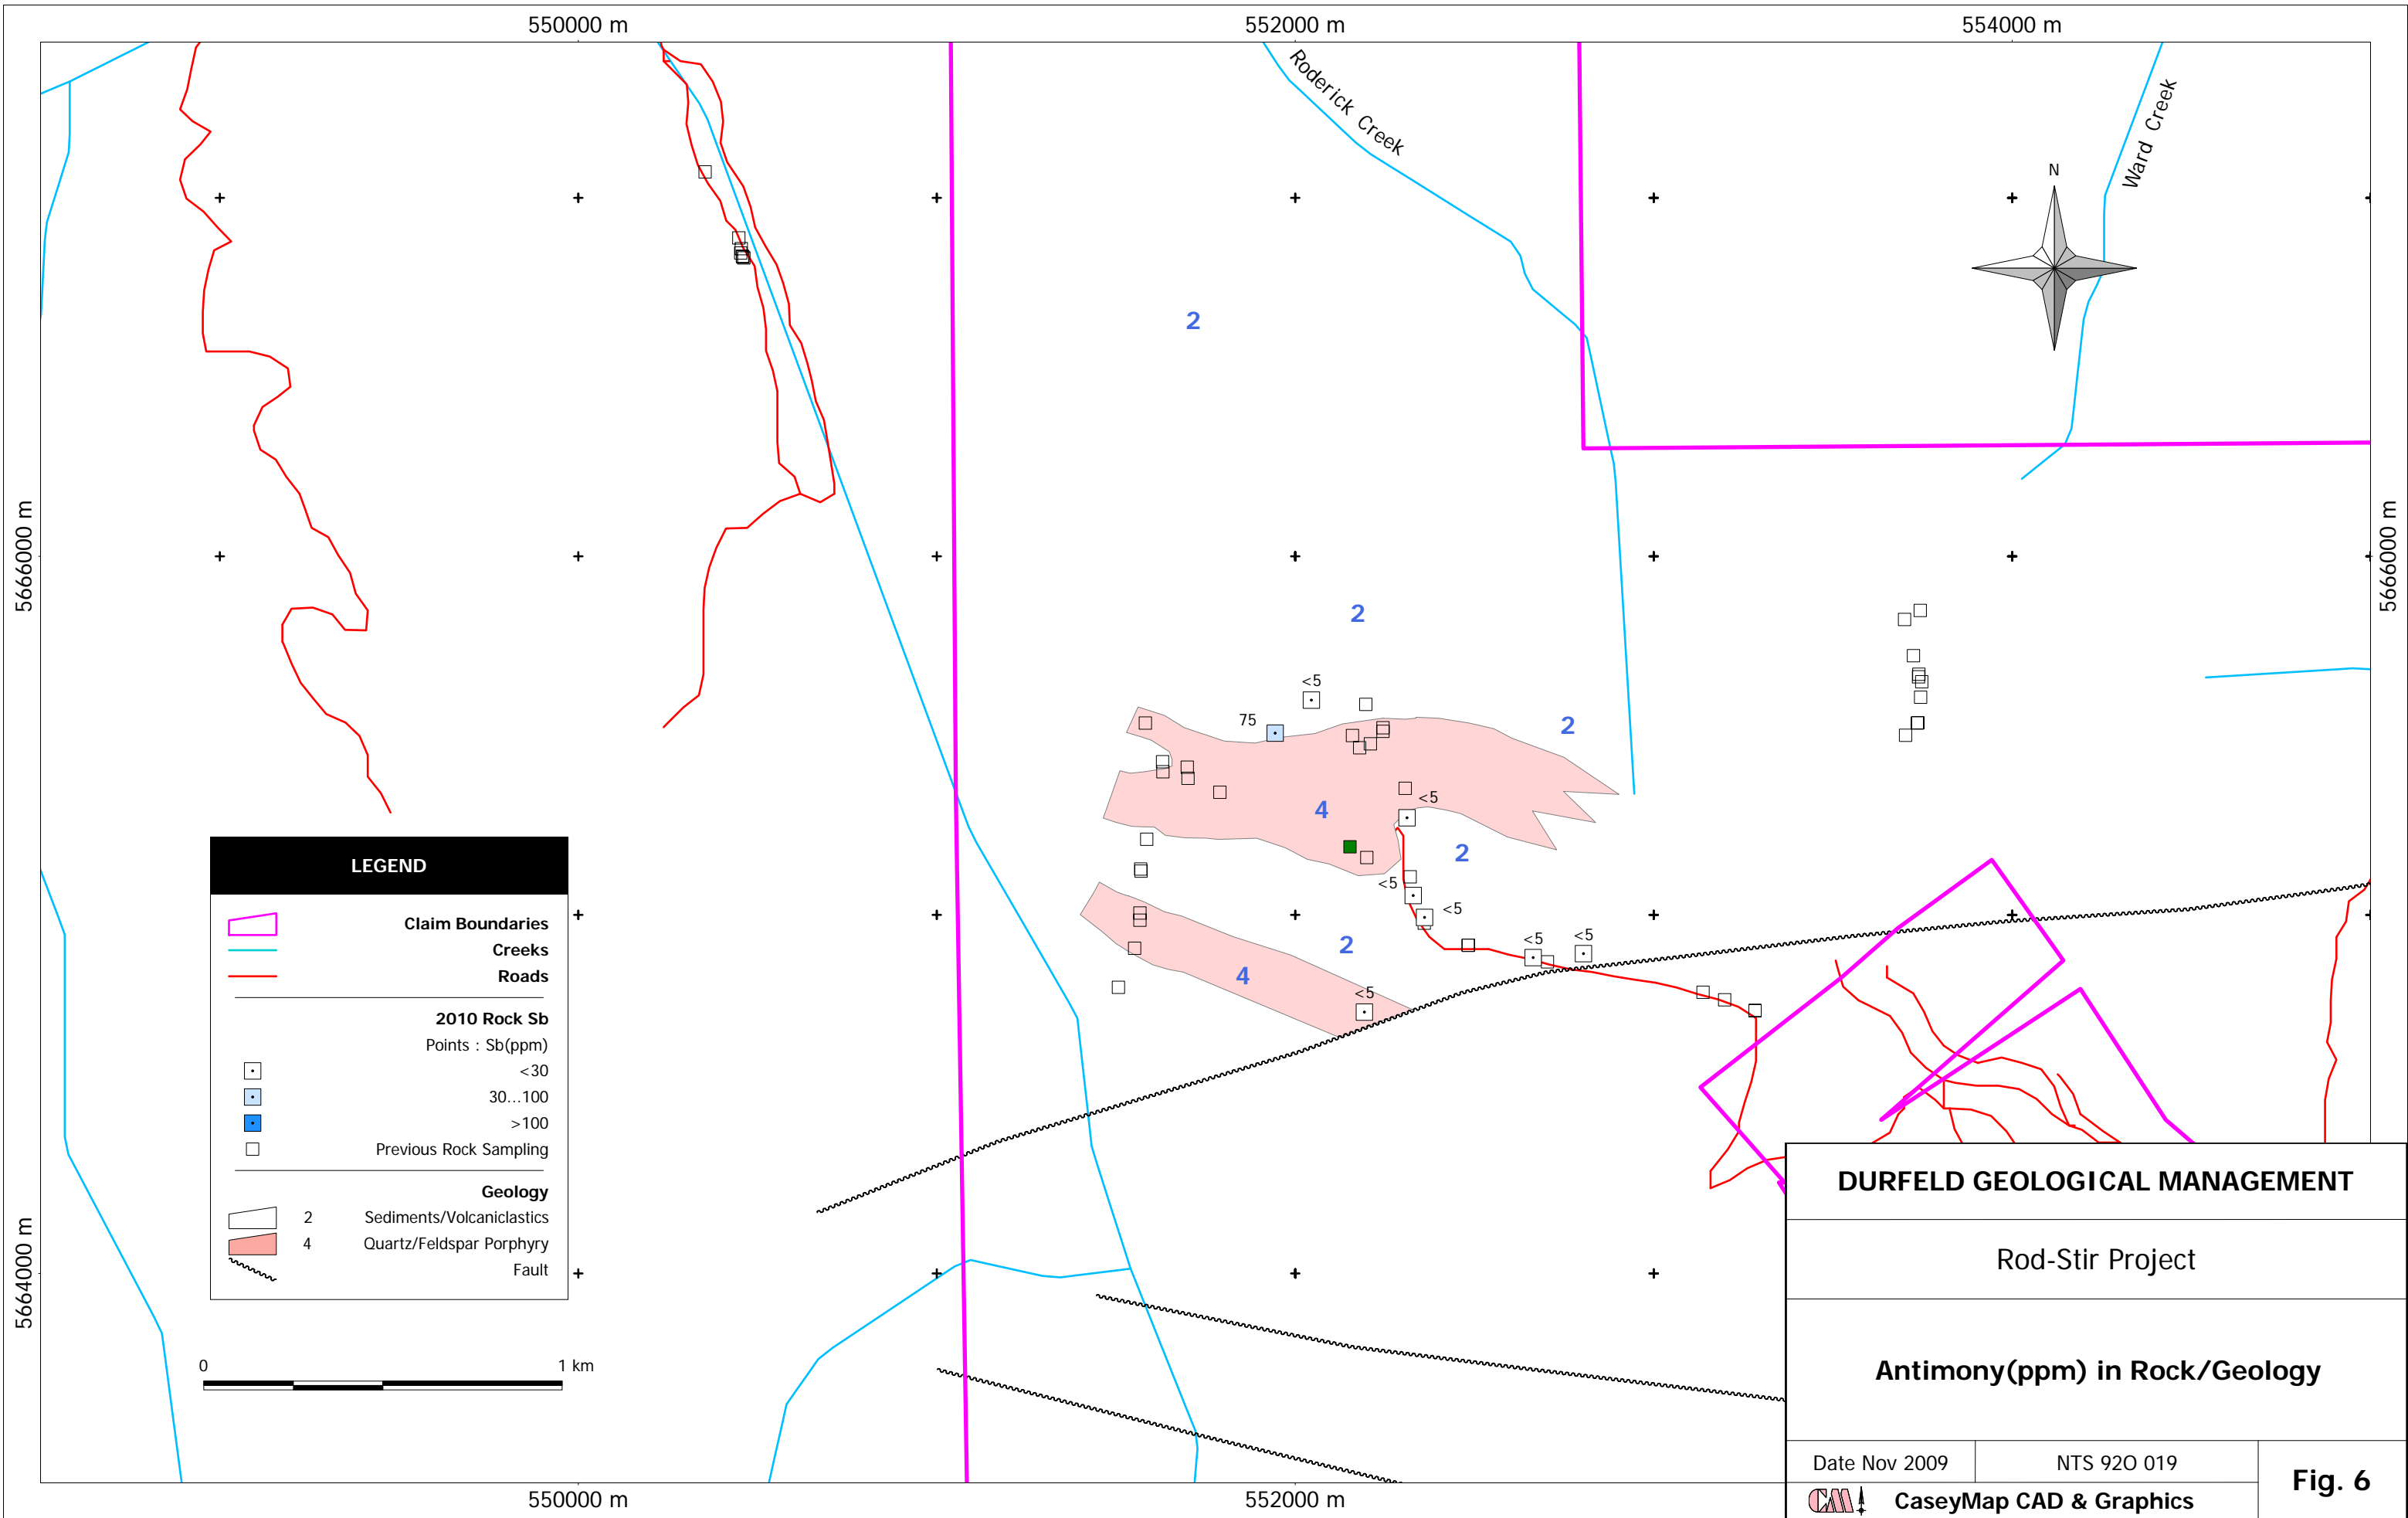 550000 m
552000 m
554000 m
Roderick Creek
Ward Creek
N
2
5666000 m
5666000 m
2
<5
75
2
4
<5
2
<5
<5
2
<5
<5
4
<5
LEGEND
Claim Boundaries
Creeks
Roads
2010 Rock Sb
Points : Sb(ppm)
<30
30...100
>100
Previous Rock Sampling
Geology
2 Sediments/Volcaniclastics
4 Quartz/Feldspar Porphyry
Fault
5664000 m
0 1 km
DURFELD GEOLOGICAL MANAGEMENT
Rod-Stir Project
Antimony(ppm) in Rock/Geology
Date Nov 2009
NTS 92O 019
Fig. 6
CM CaseyMap CAD & Graphics
550000 m
552000 m